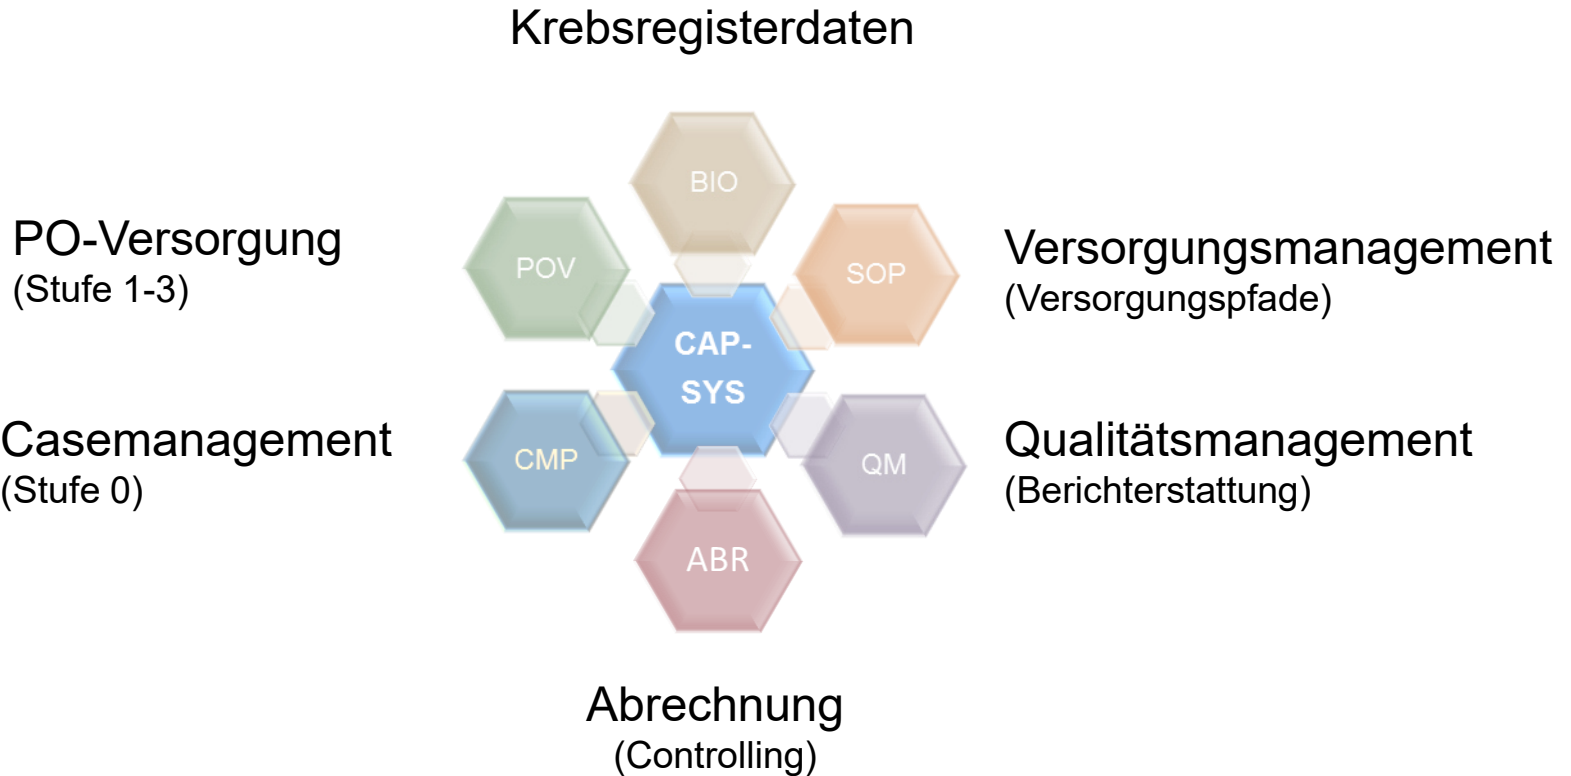 Krebsregisterdaten
BIO
PO-Versorgung
(Stufe 1-3)
POV
SOP
Versorgungsmanagement
(Versorgungspfade)
CAP-
SYS
Casemanagement
(Stufe 0)
CMP
QM
Qualitätsmanagement
(Berichterstattung)
ABR
Abrechnung
(Controlling)